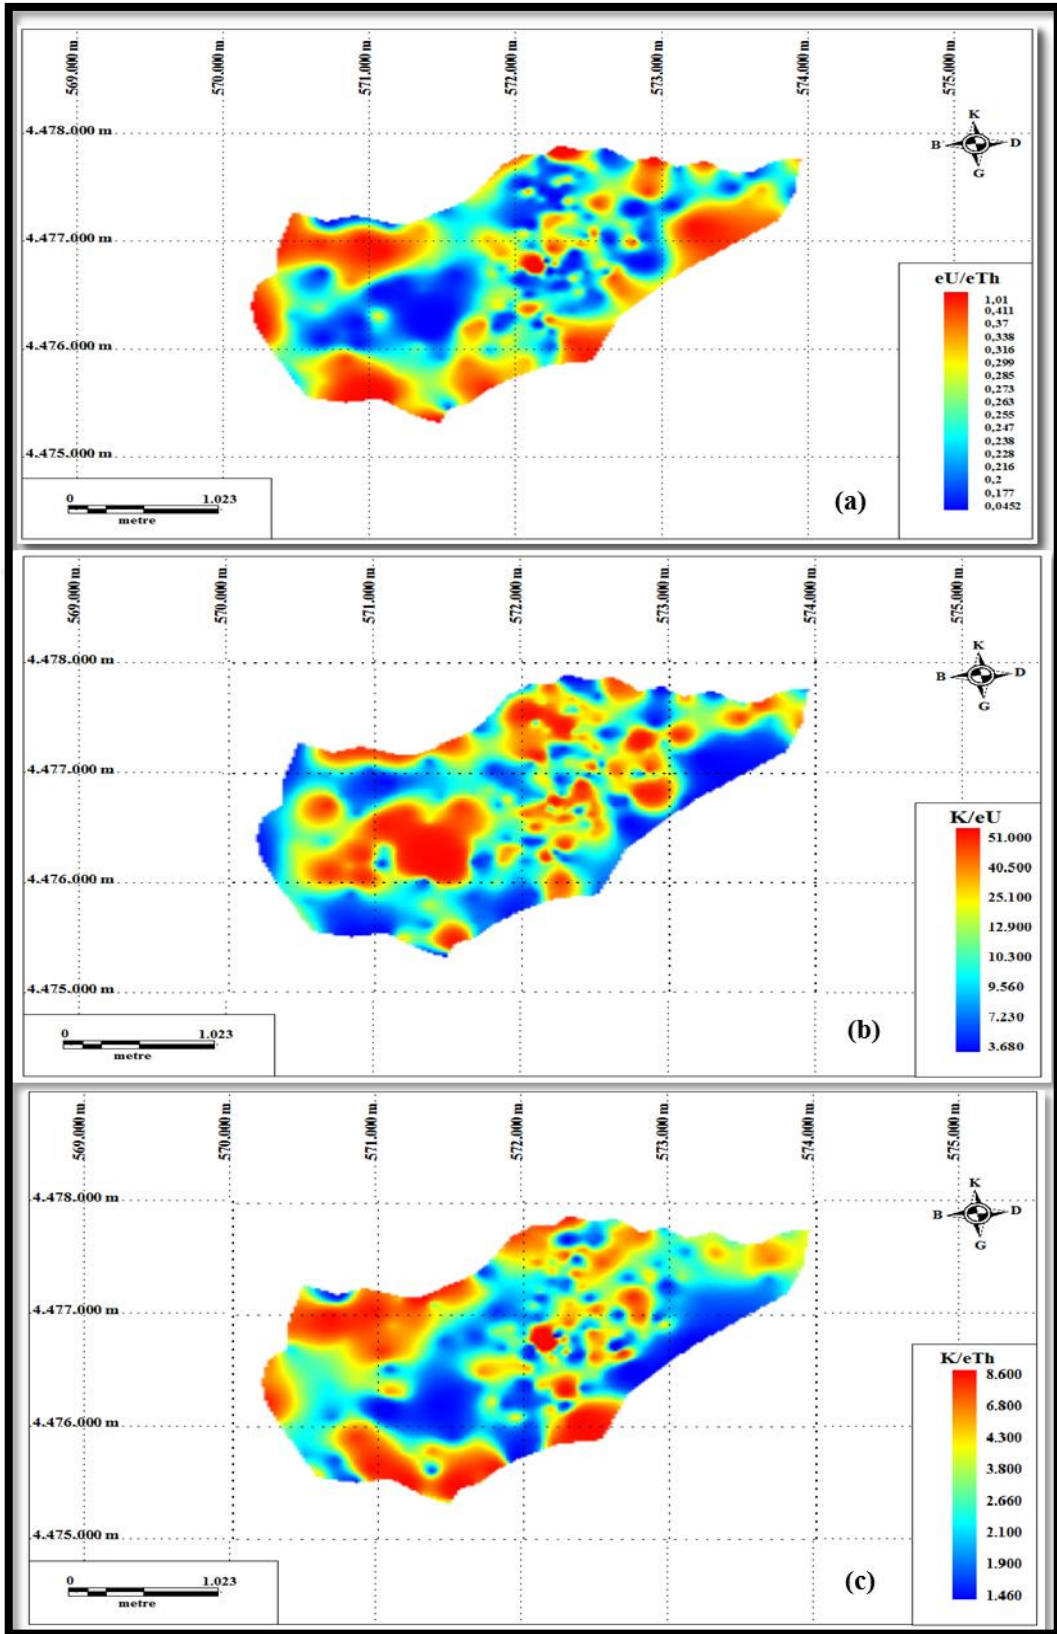 569.000 m
570.000 m
571.000 m
572.000 m
573.000 m
574.000 m
575.000 m
4.478.000 m
K
B
D
G
4.477.000 m
eU/eTh
1,01
0,411
0,37
0,338
0,316
0,299
0,285
0,273
0,263
0,255
0,247
0,238
0,228
0,216
0,2
0,177
0,0452
4.476.000 m
4.475.000 m
0 1.023
metre
(a)
569.000 m
570.000 m
571.000 m
572.000 m
573.000 m
574.000 m
575.000 m
4.478.000 m
K
B
D
G
4.477.000 m
K/eU
51.000
40.500
25.100
12.900
10.300
9.560
7.230
3.680
4.476.000 m
4.475.000 m
0 1.023
metre
(b)
569.000 m
570.000 m
571.000 m
572.000 m
573.000 m
574.000 m
575.000 m
4.478.000 m
K
B
D
G
4.477.000 m
K/eTh
8.600
6.800
4.300
3.800
2.660
2.100
1.900
1.460
4.476.000 m
4.475.000 m
0 1.023
metre
(c)